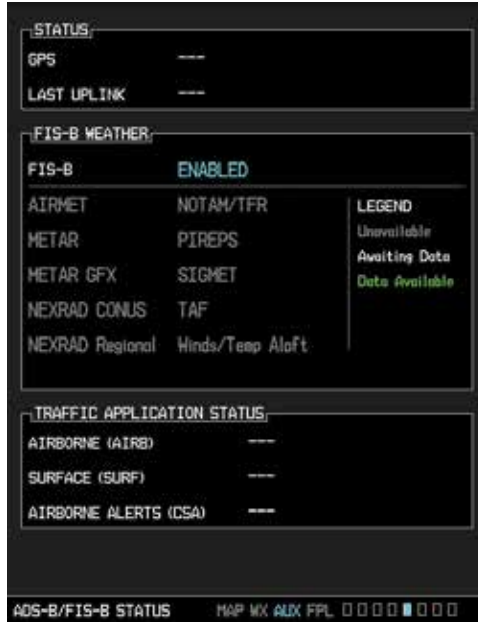 STATUS
GPS ---
LAST UPLINK ---
FIS-B WEATHER
FIS-B ENABLED
AIRMET NOTAM/TFR
METAR PIREPS
METAR GFX SIGMET
NEXRAD CONUS TAF
NEXRAD Regional Winds/Temp Aloft
LEGEND
Unavailable
Awaiting Data
Data Available
TRAFFIC APPLICATION STATUS
AIRBORNE (AIRB) ---
SURFACE (SURF) ---
AIRBORNE ALERTS (CSA) ---
ADS-B/FIS-B STATUS MAP WX AUX FPL